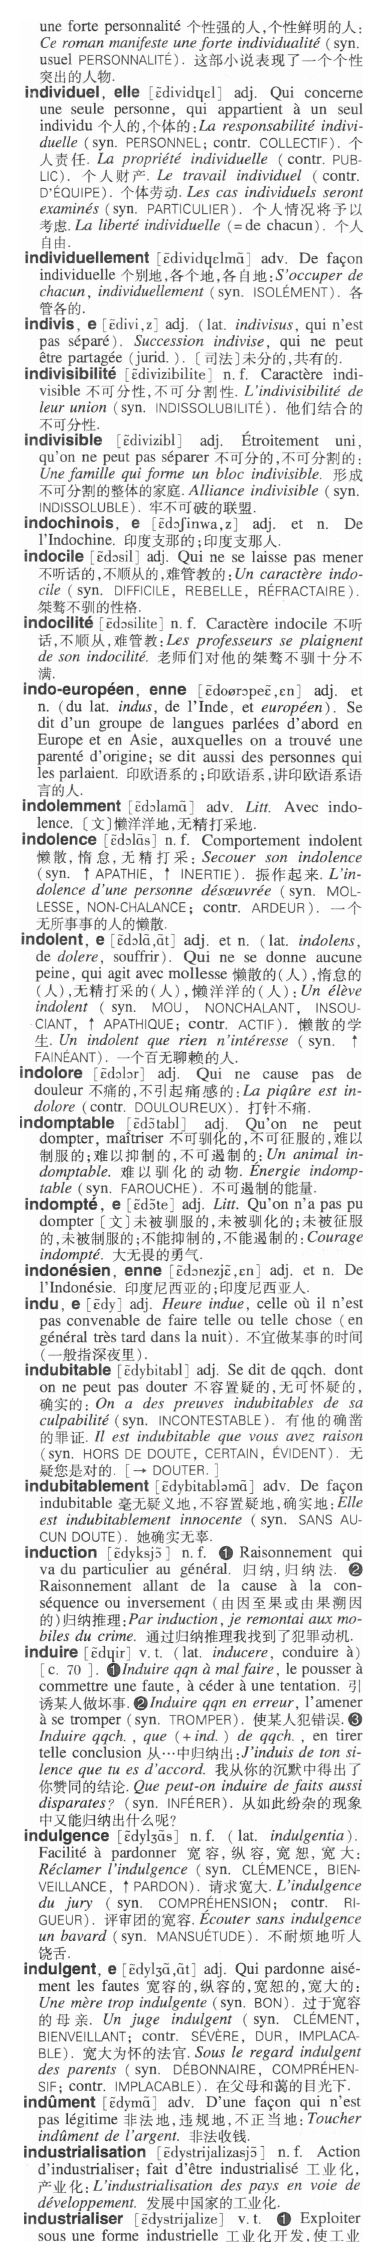 une forte personnalité 个性强的人,个性鲜明的人:
Ce roman manifeste une forte individualité (syn.
usuel PERSONNALITÉ). 这部小说表现了一个个性
突出的人物.
individuel, elle [ɛ̃dividɥɛl] adj. Qui concerne
une seule personne, qui appartient à un seul
individu 个人的,个体的:La responsabilité indivi-
duelle (syn. PERSONNEL; contr. COLLECTIF). 个
人责任. La propriété individuelle (contr. PUB-
LIC). 个人财产. Le travail individuel (contr.
D'ÉQUIPE). 个体劳动. Les cas individuels seront
examinés (syn. PARTICULIER). 个人情况将予以
考虑. La liberté individuelle (= de chacun). 个人
自由.
individuellement [ɛ̃dividɥɛlmɑ̃] adv. De façon
individuelle 个别地,各个地,各自地:S'occuper de
chacun, individuellement (syn. ISOLÉMENT). 各
管各的.
indivis, e [ɛ̃divi,z] adj. (lat. indivisus, qui n'est
pas séparé). Succession indivise, qui ne peut
être partagée (jurid.). [司法]未分的,共有的.
indivisibilité [ɛ̃divizibilite] n. f. Caractère indi-
visible 不可分性,不可分割性. L'indivisibilité de
leur union (syn. INDISSOLUBILITÉ). 他们结合的
不可分性.
indivisible [ɛ̃divizibl] adj. Étroitement uni,
qu'on ne peut pas séparer 不可分的,不可分割的:
Une famille qui forme un bloc indivisible. 形成
不可分割的整体的家庭. Alliance indivisible (syn.
INDISSOLUBLE). 牢不可破的联盟.
indochinois, e [ɛ̃dɔʃinwa,z] adj. et n. De
l'Indochine. 印度支那的;印度支那人.
indocile [ɛ̃dɔsil] adj. Qui ne se laisse pas mener
不听话的,不顺从的,难管教的:Un caractère indo-
cile (syn. DIFFICILE, REBELLE, RÉFRACTAIRE).
桀骜不驯的性格.
indocilité [ɛ̃dɔsilite] n. f. Caractère indocile 不听
话,不顺从,难管教:Les professeurs se plaignent
de son indocilité. 老师们对他的桀骜不驯十分不
满.
indo-européen, enne [ɛ̃doørɔpeɛ̃,ɛn] adj. et
n. (du lat. indus, de l'Inde, et européen). Se
dit d'un groupe de langues parlées d'abord en
Europe et en Asie, auxquelles on a trouvé une
parenté d'origine; se dit aussi des personnes qui
les parlaient. 印欧语系的;印欧语系,讲印欧语系语
言的人.
indolemment [ɛ̃dɔlamɑ̃] adv. Litt. Avec indo-
lence. [文]懒洋洋地,无精打采地.
indolence [ɛ̃dɔlɑ̃s] n. f. Comportement indolent
懒散,惰怠,无精打采: Secouer son indolence
(syn. ↑ APATHIE, ↑ INERTIE). 振作起来. L'in-
dolence d'une personne désœuvrée (syn. MOL-
LESSE, NON-CHALANCE; contr. ARDEUR). 一个
无所事事的人的懒散.
indolent, e [ɛ̃dɔlɑ̃,ɑ̃t] adj. et n. (lat. indolens,
de dolere, souffrir). Qui ne se donne aucune
peine, qui agit avec mollesse 懒散的(人),惰怠的
(人),无精打采的(人),懒洋洋的(人):Un élève
indolent (syn. MOU, NONCHALANT, INSOU-
CIANT, ↑ APATHIQUE; contr. ACTIF). 懒散的学
生. Un indolent que rien n'intéresse (syn. ↑
FAINÉANT). 一个百无聊赖的人.
indolore [ɛ̃dɔlɔr] adj. Qui ne cause pas de
douleur 不痛的,不引起痛感的:La piqûre est in-
dolore (contr. DOULOUREUX). 打针不痛.
indomptable [ɛ̃dɔ̃tabl] adj. Qu'on ne peut
dompter, maîtriser 不可驯化的,不可征服的,难以
制服的;难以抑制的,不可遏制的:Un animal in-
domptable. 难以驯化的动物. Énergie indomp-
table (syn. FAROUCHE). 不可遏制的能量.
indompté, e [ɛ̃dɔ̃te] adj. Litt. Qu'on n'a pas pu
dompter [文]未被驯服的,未被驯化的;未被征服
的,未被制服的;不能抑制的,不能遏制的:Courage
indompté. 大无畏的勇气.
indonésien, enne [ɛ̃dɔnezjɛ̃,ɛn] adj. et n. De
l'Indonésie. 印度尼西亚的;印度尼西亚人.
indu, e [ɛ̃dy] adj. Heure indue, celle où il n'est
pas convenable de faire telle ou telle chose (en
général très tard dans la nuit). 不宜做某事的时间
(一般指深夜里).
indubitable [ɛ̃dybitabl] adj. Se dit de qqch. dont
on ne peut pas douter 不容置疑的,无可怀疑的,
确实的: On a des preuves indubitables de sa
culpabilité (syn. INCONTESTABLE). 有他的确凿
的罪证. Il est indubitable que vous avez raison
(syn. HORS DE DOUTE, CERTAIN, ÉVIDENT). 无
疑您是对的. [→ DOUTER.]
indubitablement [ɛ̃dybitabləmɑ̃] adv. De façon
indubitable 毫无疑义地,不容置疑地,确实地:Elle
est indubitablement innocente (syn. SANS AU-
CUN DOUTE). 她确实无辜.
induction [ɛ̃dyksjɔ̃] n. f. ❶ Raisonnement qui
va du particulier au général. 归纳,归纳法. ❷
Raisonnement allant de la cause à la con-
séquence ou inversement (由因至果或由果溯因
的)归纳推理:Par induction, je remontai aux mo-
biles du crime. 通过归纳推理我找到了犯罪动机.
induire [ɛ̃dɥir] v. t. (lat. inducere, conduire à)
[c. 70]. ❶Induire qqn à mal faire, le pousser à
commettre une faute, à céder à une tentation. 引
诱某人做坏事. ❷Induire qqn en erreur, l'amener
à se tromper (syn. TROMPER). 使某人犯错误. ❸
Induire qqch., que (+ind.) de qqch., en tirer
telle conclusion 从…中归纳出:J'induis de ton si-
lence que tu es d'accord. 我从你的沉默中得出了
你赞同的结论. Que peut-on induire de faits aussi
disparates? (syn. INFÉRER). 从如此纷杂的现象
中又能归纳出什么呢?
indulgence [ɛ̃dylʒɑ̃s] n. f. (lat. indulgentia).
Facilité à pardonner 宽容,纵容,宽恕,宽大:
Réclamer l'indulgence (syn. CLÉMENCE, BIEN-
VEILLANCE, ↑ PARDON). 请求宽大. L'indulgence
du jury (syn. COMPRÉHENSION; contr. RI-
GUEUR). 评审团的宽容. Écouter sans indulgence
un bavard (syn. MANSUÉTUDE). 不耐烦地听人
饶舌.
indulgent, e [ɛ̃dylʒɑ̃,ɑ̃t] adj. Qui pardonne aisé-
ment les fautes 宽容的,纵容的,宽恕的,宽大的:
Une mère trop indulgente (syn. BON). 过于宽容
的母亲. Un juge indulgent (syn. CLÉMENT,
BIENVEILLANT; contr. SÉVÈRE, DUR, IMPLACA-
BLE). 宽大为怀的法官. Sous le regard indulgent
des parents (syn. DÉBONNAIRE, COMPRÉHEN-
SIF; contr. IMPLACABLE). 在父母和蔼的目光下.
indûment [ɛ̃dymɑ̃] adv. D'une façon qui n'est
pas légitime 非法地,违规地,不正当地:Toucher
indûment de l'argent. 非法收钱.
industrialisation [ɛ̃dystrijalizasjɔ̃] n. f. Action
d'industrialiser; fait d'être industrialisé 工业化,
产业化:L'industrialisation des pays en voie de
développement. 发展中国家的工业化.
industrialiser [ɛ̃dystrijalize] v. t. ❶ Exploiter
sous une forme industrielle 工业化开发,使工业